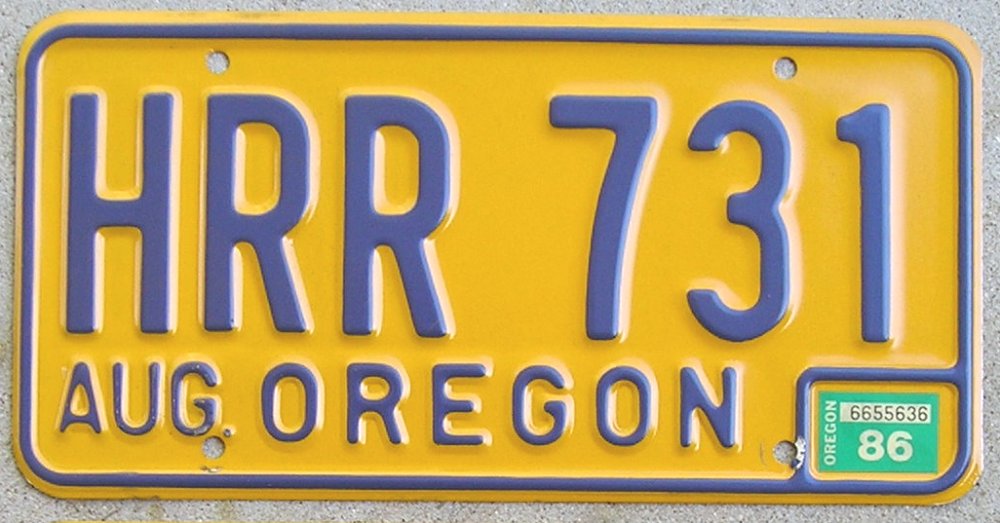 HRR 731
AUG. OREGON
OREGON
6655636
86